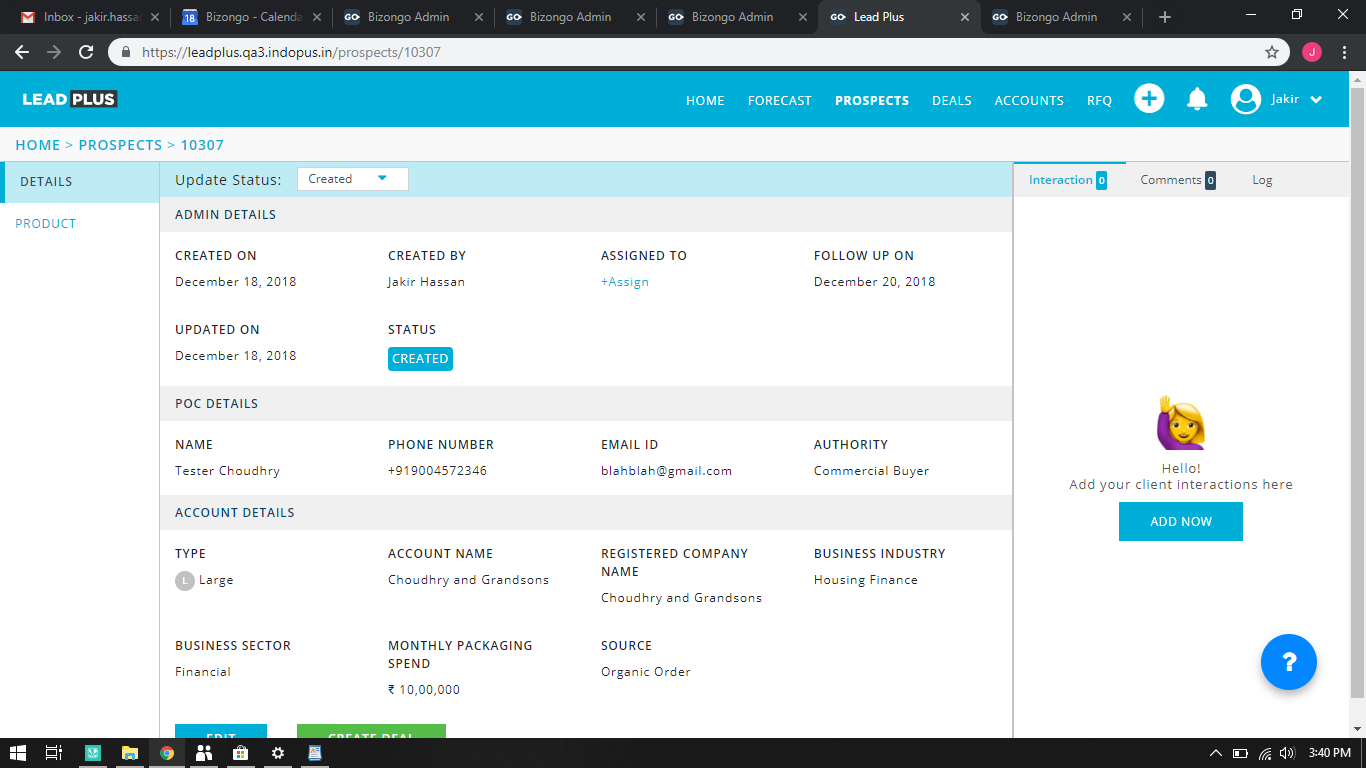 Inbox - jakir.hassa
18
Bizongo - Calenda
GO Bizongo Admin
GO Bizongo Admin
GO Bizongo Admin
GO Lead Plus
GO Bizongo Admin
https://leadplus.qa3.indopus.in/prospects/10307
J
LEAD PLUS
HOME FORECAST PROSPECTS DEALS ACCOUNTS RFQ Jakir
HOME > PROSPECTS > 10307
DETAILS
PRODUCT
Update Status: Created
ADMIN DETAILS
CREATED ON
December 18, 2018
CREATED BY
Jakir Hassan
ASSIGNED TO
+Assign
FOLLOW UP ON
December 20, 2018
UPDATED ON
December 18, 2018
STATUS
CREATED
POC DETAILS
NAME
Tester Choudhry
PHONE NUMBER
+919004572346
EMAIL ID
blahblah@gmail.com
AUTHORITY
Commercial Buyer
ACCOUNT DETAILS
TYPE
L Large
ACCOUNT NAME
Choudhry and Grandsons
REGISTERED COMPANY
NAME
Choudhry and Grandsons
BUSINESS INDUSTRY
Housing Finance
BUSINESS SECTOR
Financial
MONTHLY PACKAGING
SPEND
₹ 10,00,000
SOURCE
Organic Order
EDIT
CREATE DEAL
Interaction 0
Comments 0
Log
Hello!
Add your client interactions here
ADD NOW
?
3:40 PM